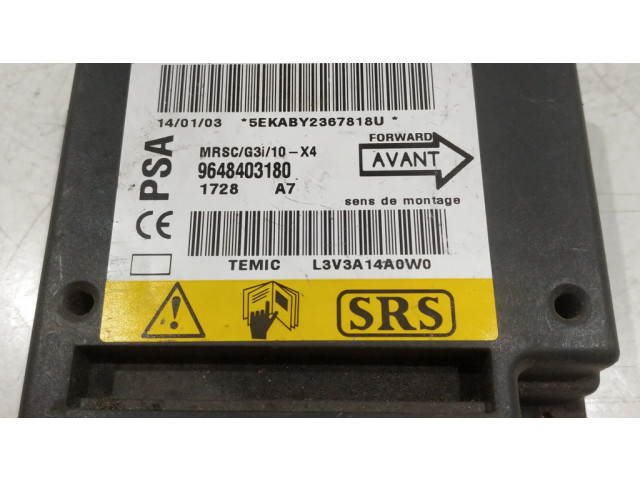 14/01/03 *5EKABY2367818U *
PSA
MRSC/G3i/10-X4
9648403180
1728 A7
FORWARD
AVANT
sens de montage
CE
TEMIC L3V3A14A0W0
! SRS